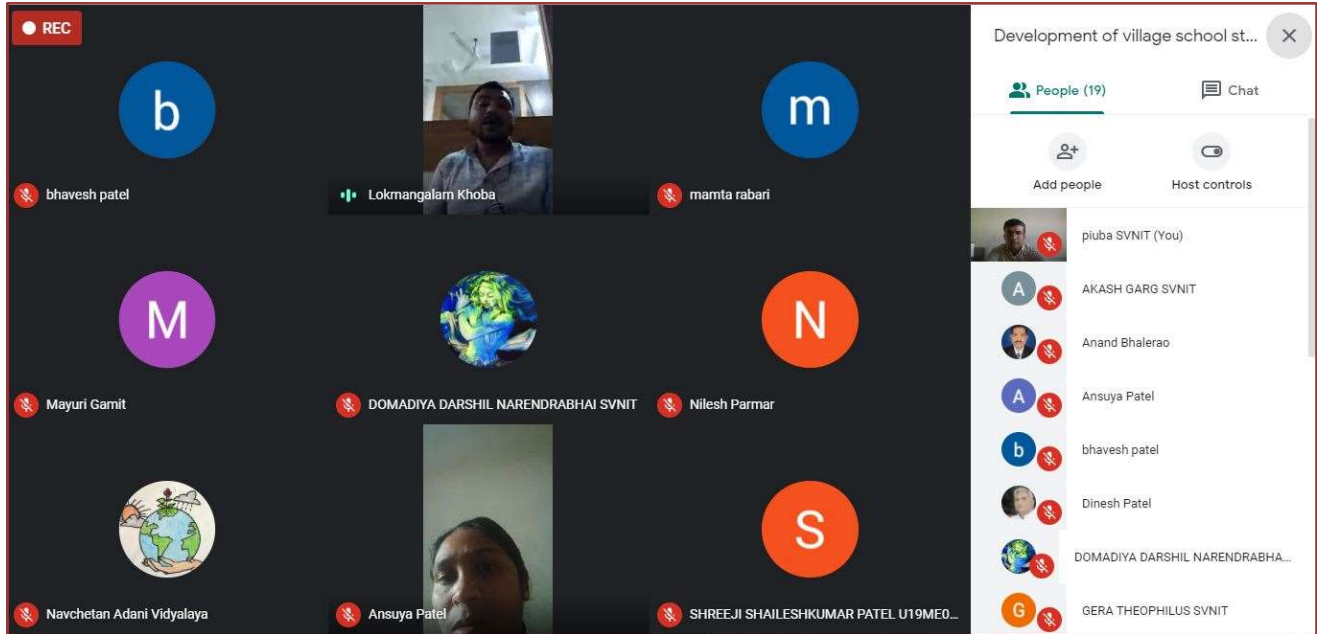 REC
b
bhavesh patel
Lokmangalam Khoba
m
mamta rabari
M
Mayuri Gamit
DOMADIYA DARSHIL NARENDRABHAI SVNIT
N
Nilesh Parmar
Navchetan Adani Vidyalaya
Ansuya Patel
S
SHREEJI SHAILESHKUMAR PATEL U19ME0...
Development of village school st...
People (19)
Chat
Add people
Host controls
piuba SVNIT (You)
A
AKASH GARG SVNIT
Anand Bhalerao
A
Ansuya Patel
b
bhavesh patel
Dinesh Patel
DOMADIYA DARSHIL NARENDRABHA...
G
GERA THEOPHILUS SVNIT